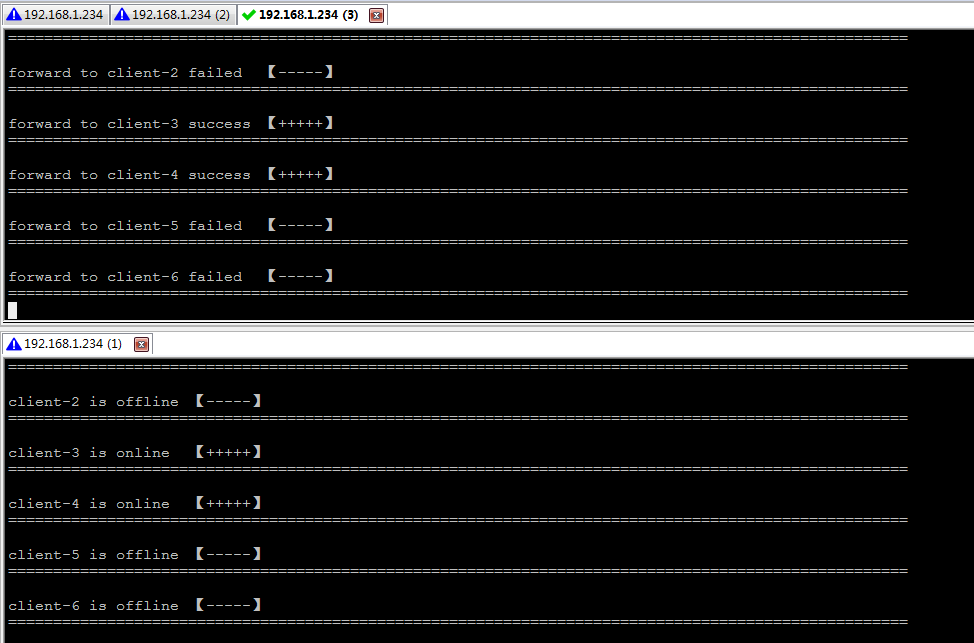 192.168.1.234 192.168.1.234 (2) 192.168.1.234 (3)
====================================================================================================
forward to client-2 failed 【-----】
====================================================================================================
forward to client-3 success 【+++++】
====================================================================================================
forward to client-4 success 【+++++】
====================================================================================================
forward to client-5 failed 【-----】
====================================================================================================
forward to client-6 failed 【-----】
====================================================================================================
192.168.1.234 (1)
====================================================================================================
client-2 is offline 【-----】
====================================================================================================
client-3 is online 【+++++】
====================================================================================================
client-4 is online 【+++++】
====================================================================================================
client-5 is offline 【-----】
====================================================================================================
client-6 is offline 【-----】
====================================================================================================